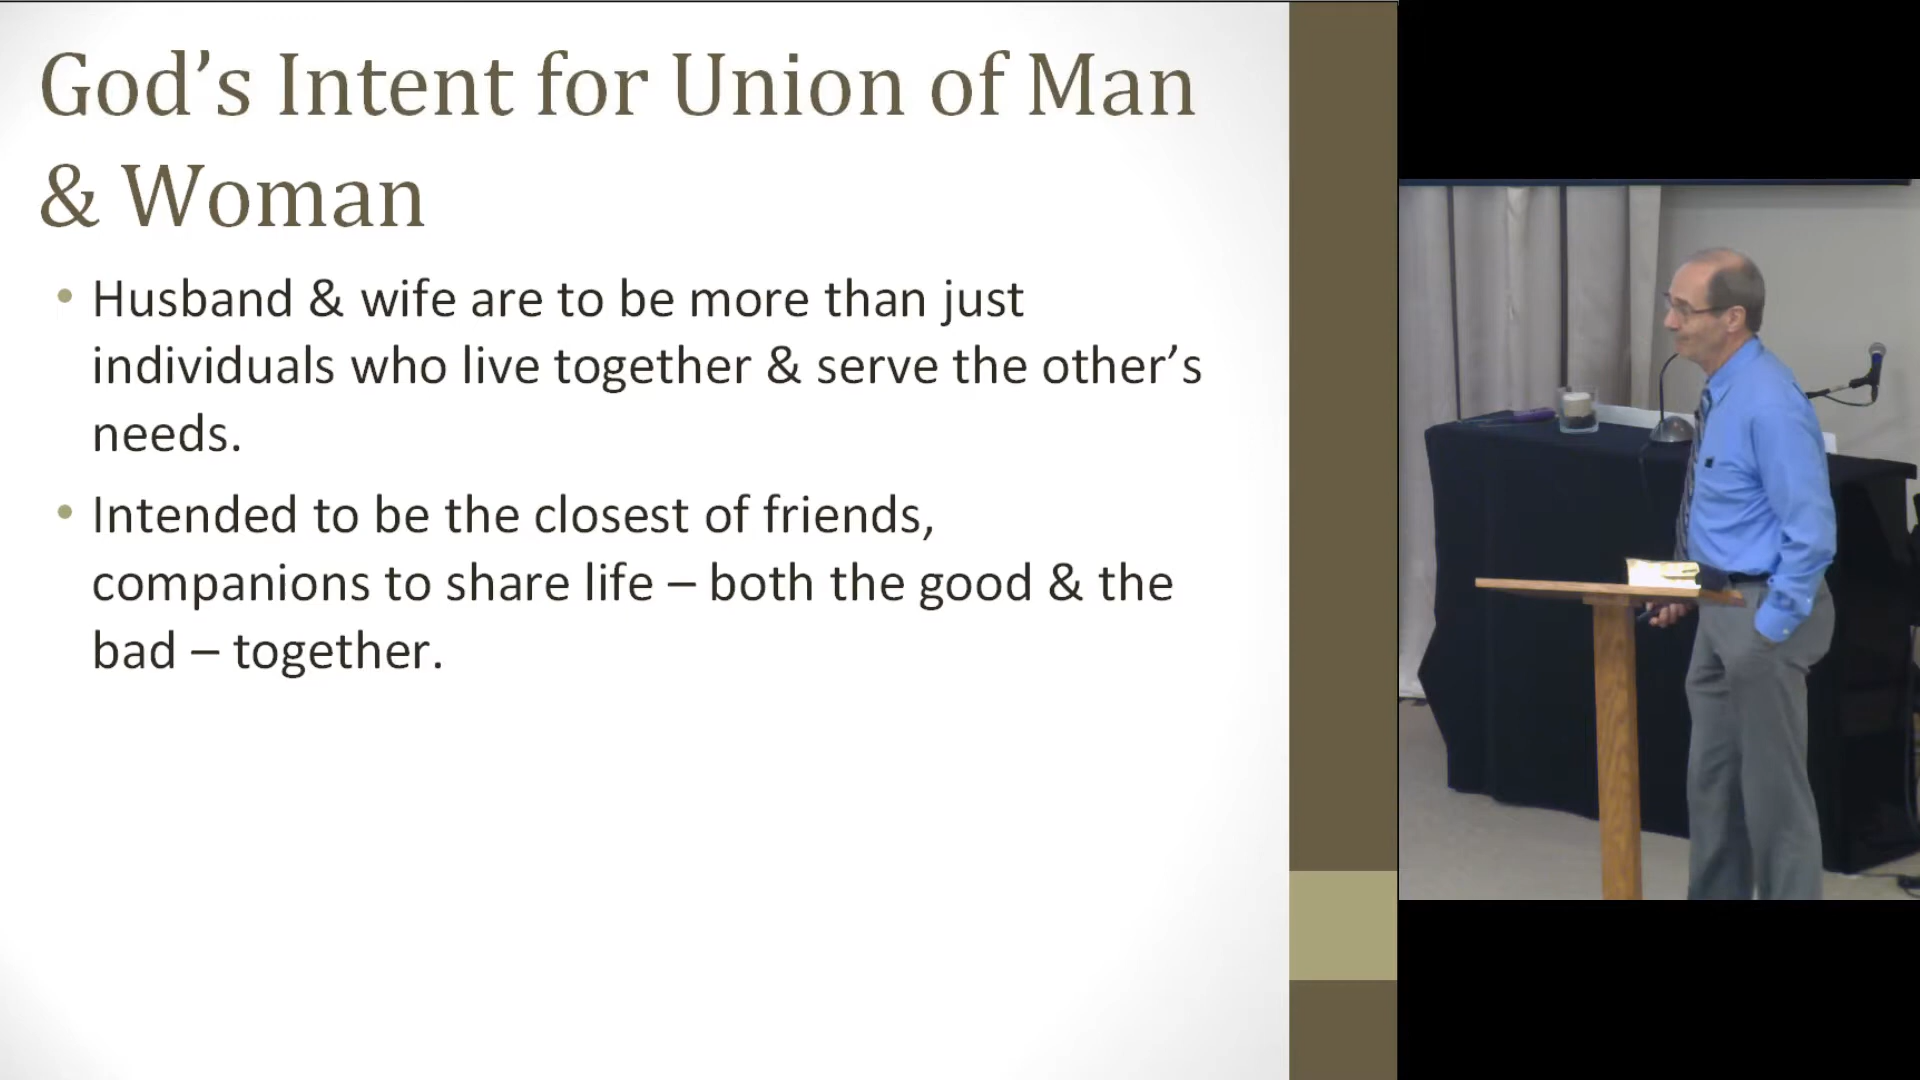 God’s Intent for Union of Man
& Woman
• Husband & wife are to be more than just
individuals who live together & serve the other’s
needs.
• Intended to be the closest of friends,
companions to share life – both the good & the
bad – together.